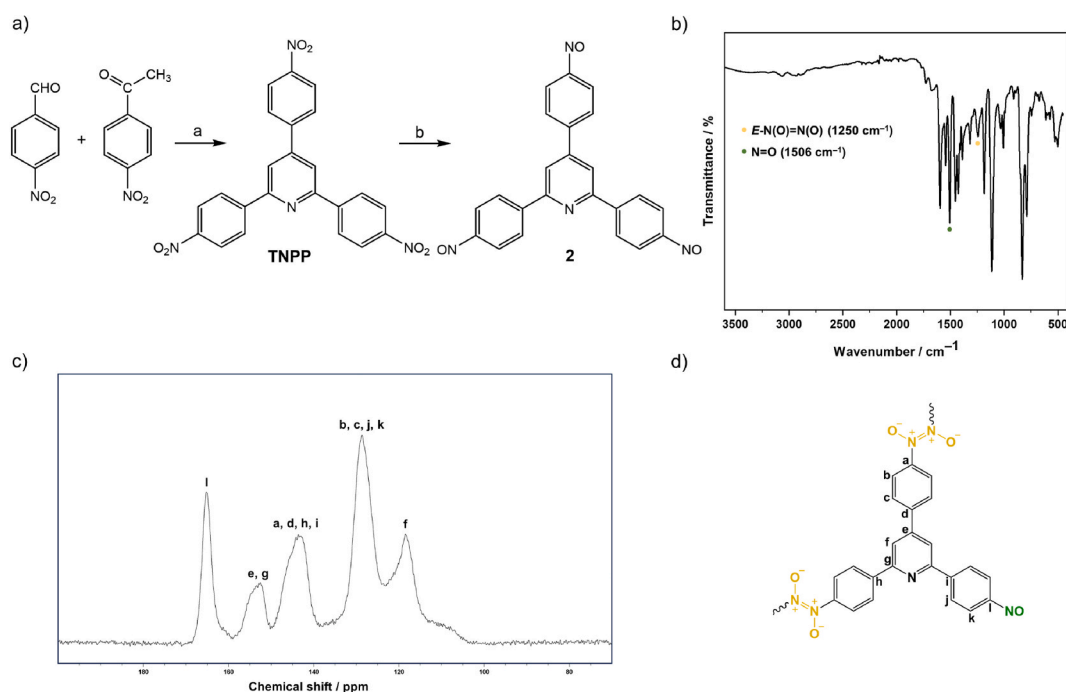 a)
CHO
NO₂
+
O
CH₃
NO₂
a
NO₂
N
O₂N
NO₂
TNPP
b
NO
N
ON
NO
2
b)
Transmittance / %
E-N(O)=N(O) (1250 cm⁻¹)
N=O (1506 cm⁻¹)
3500 3000 2500 2000 1500 1000 500
Wavenumber / cm⁻¹
c)
l
e, g
a, d, h, i
b, c, j, k
f
180 160 140 120 100 80
Chemical shift / ppm
d)
O⁻ N⁺ N⁺ O⁻
a
b
c
d
e
f
g
N
h
i
j
k
l
NO
O⁻
N⁺
N⁺
O⁻